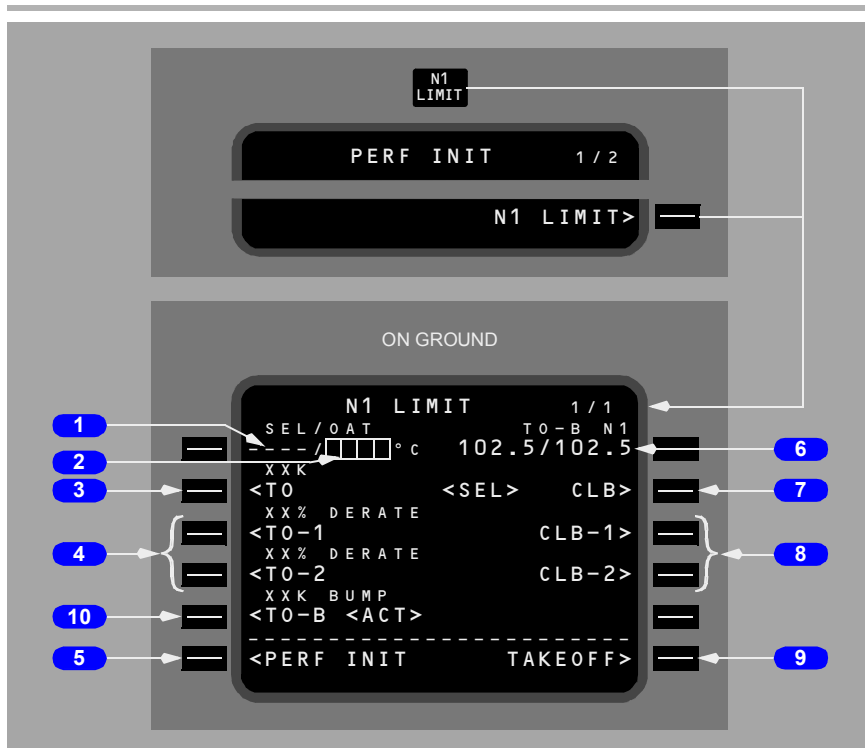 N1
LIMIT
PERF INIT 1/2
N1 LIMIT>
ON GROUND
N1 LIMIT 1/1
1
SEL/OAT TO-B N1
2
----/ °C 102.5/102.5
6
XXK
3
<TO <SEL> CLB>
7
XX% DERATE
<TO-1 CLB-1>
4
XX% DERATE
8
<TO-2 CLB-2>
XXK BUMP
10
<TO-B <ACT>
------------------------
5
<PERF INIT TAKEOFF>
9